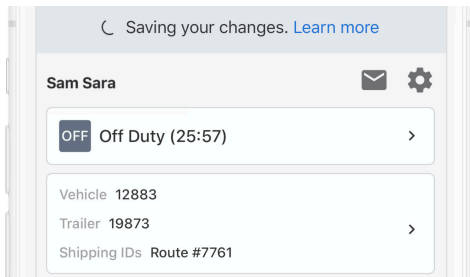 Saving your changes. Learn more
Sam Sara
OFF Off Duty (25:57)
Vehicle 12883
Trailer 19873
Shipping IDs Route #7761